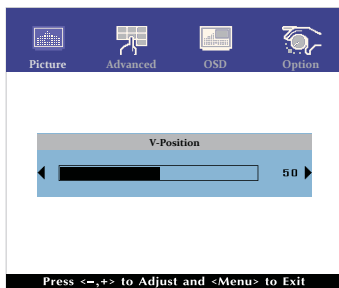 Picture Advanced OSD Option
V-Position
50
Press <–,+> to Adjust and <Menu> to Exit